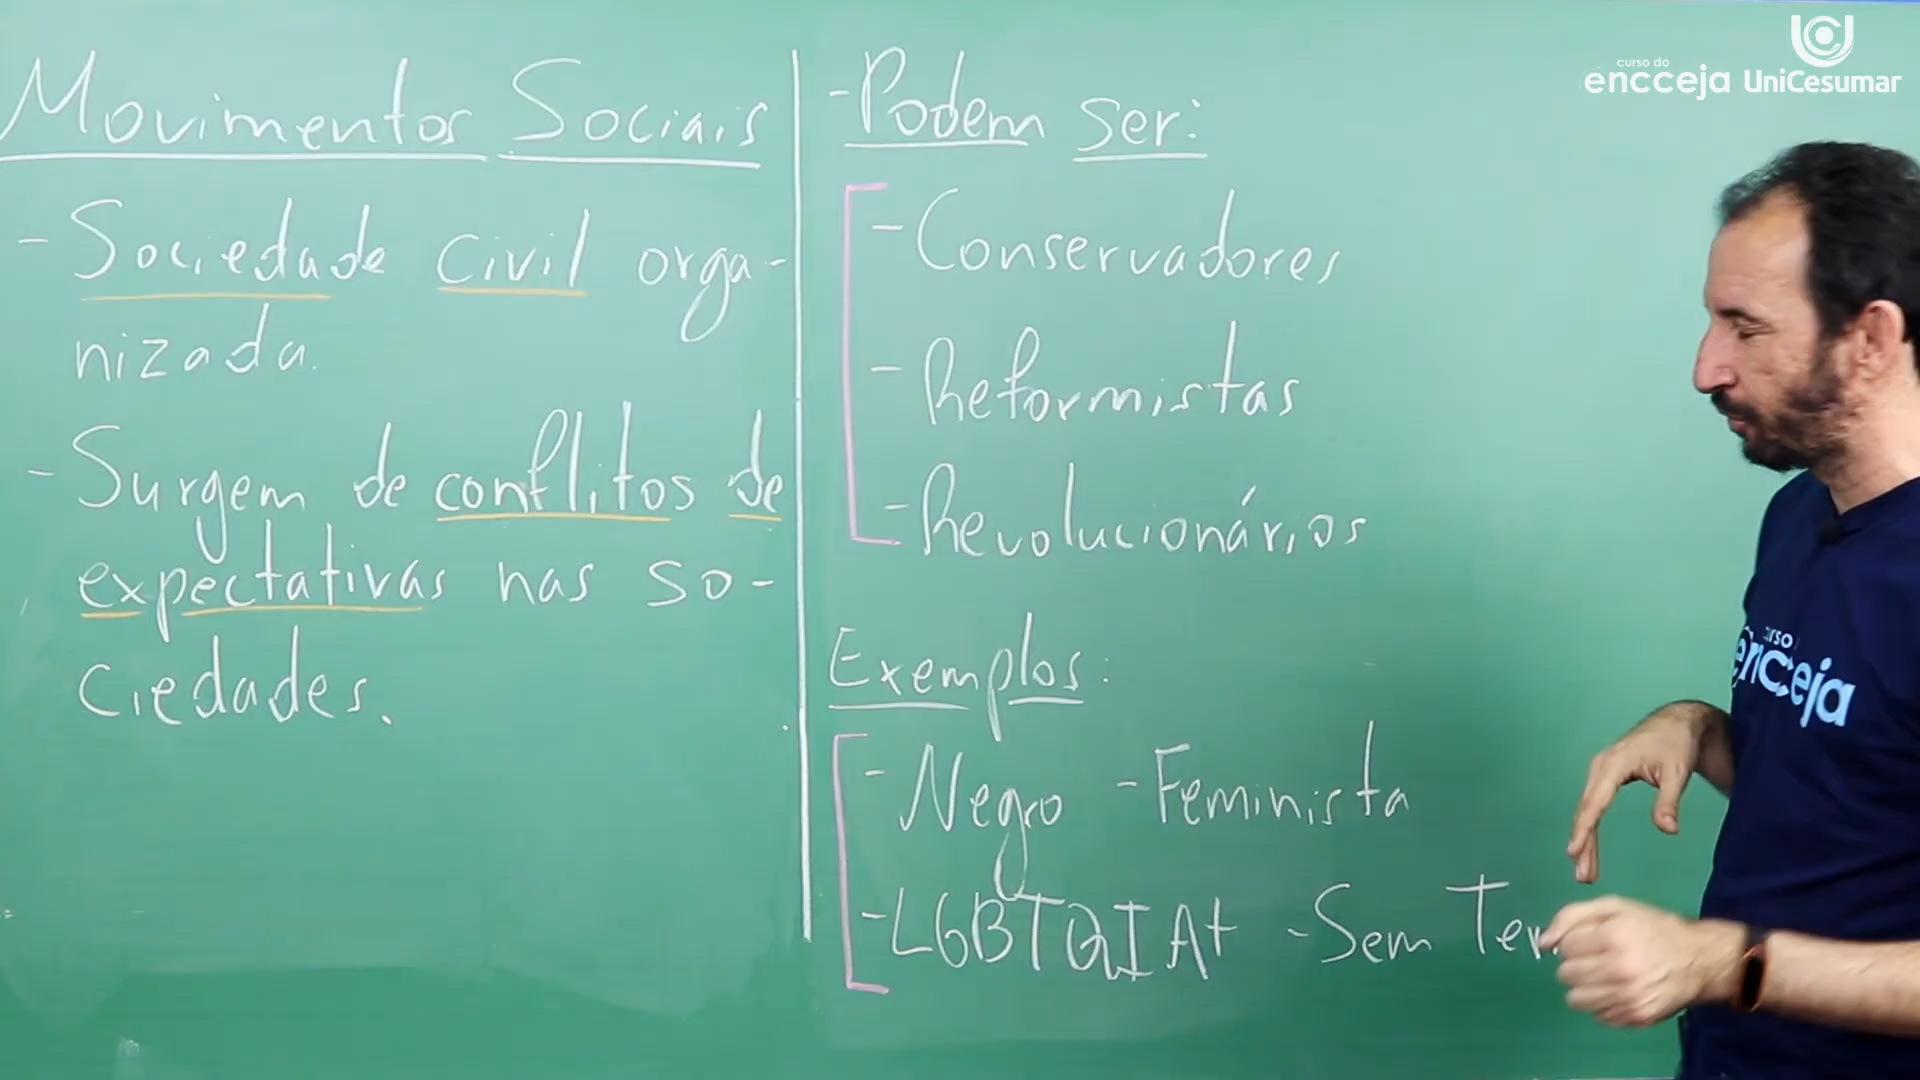 Movimentos Sociais
- Sociedade civil orga-
nizada.
- Surgem de conflitos de
expectativas nas so-
ciedades.
- Podem ser:
- Conservadores
- Reformistas
- Revolucionários
Exemplos:
- Negro - Feminista
- LGBTQIA+ - Sem
curso do
encceja UniCesumar
curso
encceja